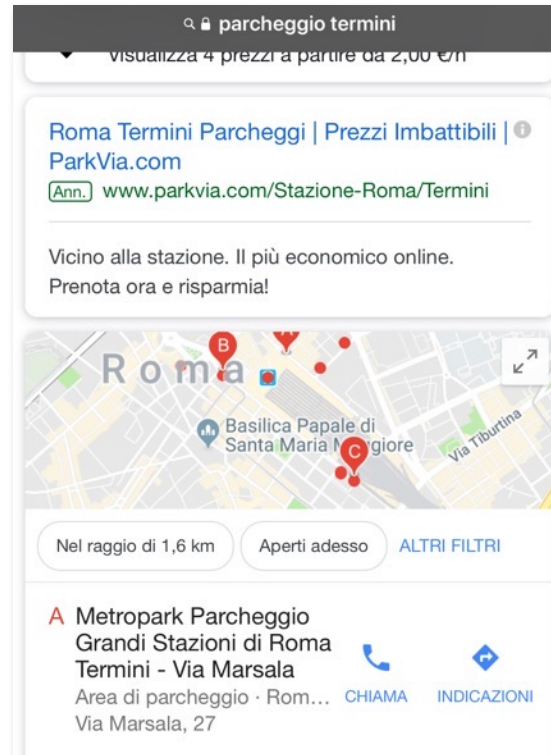 parcheggio termini
Visualizza 4 prezzi a partire da 2,00 €/h
Roma Termini Parcheggi | Prezzi Imbattibili |
ParkVia.com
Ann. www.parkvia.com/Stazione-Roma/Termini
Vicino alla stazione. Il più economico online.
Prenota ora e risparmia!
B
A
Roma
Basilica Papale di
Santa Maria Maggiore
C
Via Tiburtina
Nel raggio di 1,6 km
Aperti adesso
ALTRI FILTRI
A Metropark Parcheggio
Grandi Stazioni di Roma
Termini - Via Marsala
Area di parcheggio · Rom...
Via Marsala, 27
CHIAMA
INDICAZIONI